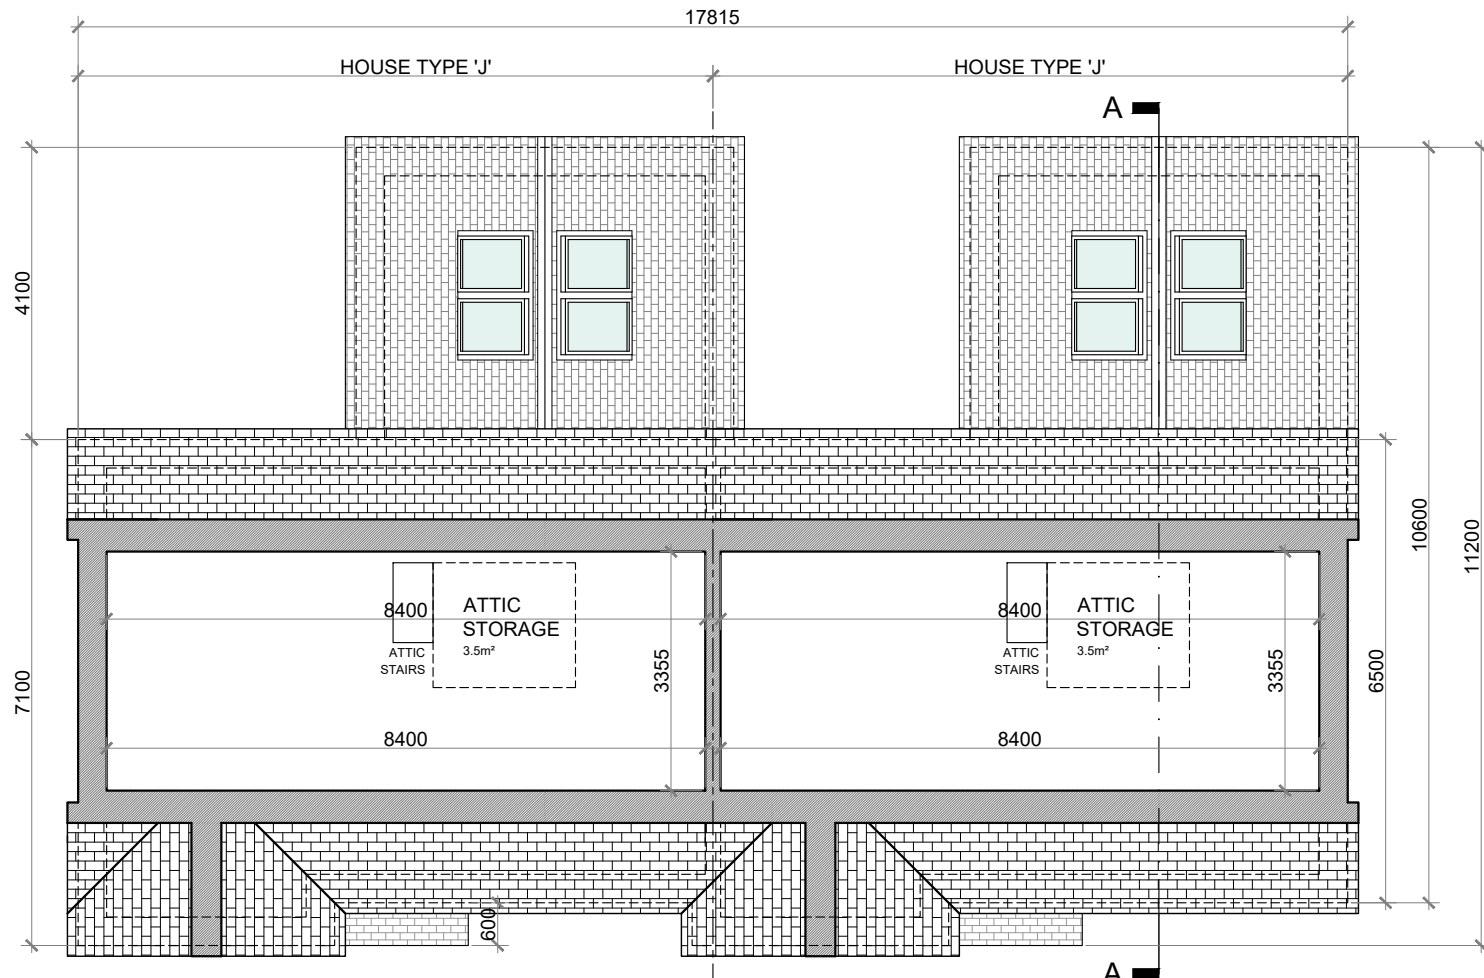 17815
HOUSE TYPE 'J'
HOUSE TYPE 'J'
A
4100
10600
11200
8400
ATTIC
STORAGE
3.5m²
ATTIC
STAIRS
3355
8400
8400
ATTIC
STORAGE
3.5m²
ATTIC
STAIRS
3355
8400
6500
7100
600
A